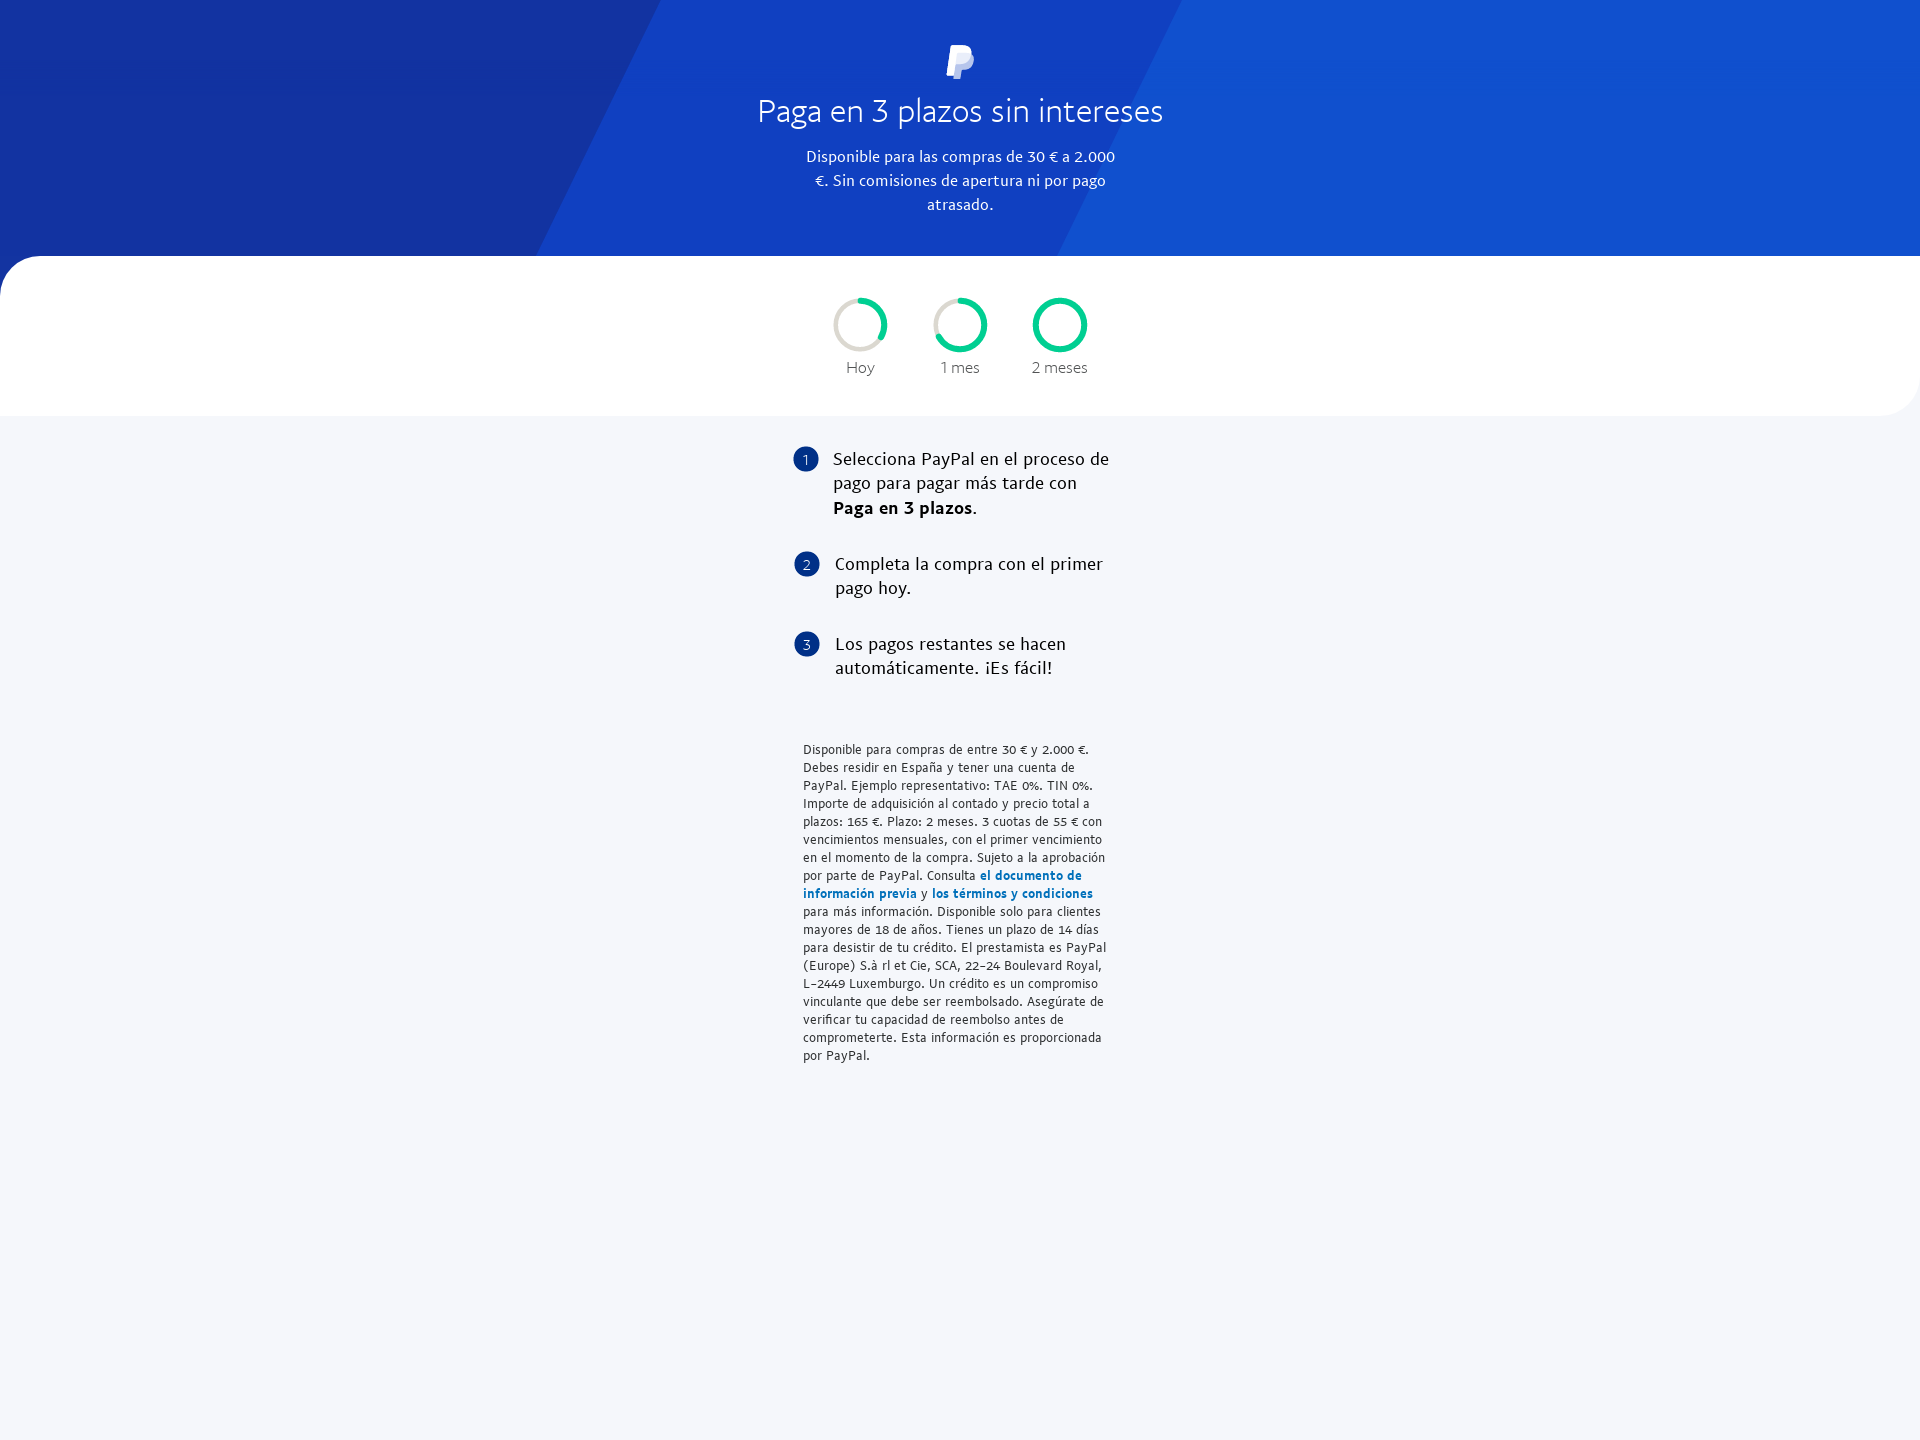 Paga en 3 plazos sin intereses
Disponible para las compras de 30 € a 2.000
€. Sin comisiones de apertura ni por pago
atrasado.
Hoy
1 mes
2 meses
1 Selecciona PayPal en el proceso de
pago para pagar más tarde con
Paga en 3 plazos.
2 Completa la compra con el primer
pago hoy.
3 Los pagos restantes se hacen
automáticamente. ¡Es fácil!
Disponible para compras de entre 30 € y 2.000 €.
Debes residir en España y tener una cuenta de
PayPal. Ejemplo representativo: TAE 0%. TIN 0%.
Importe de adquisición al contado y precio total a
plazos: 165 €. Plazo: 2 meses. 3 cuotas de 55 € con
vencimientos mensuales, con el primer vencimiento
en el momento de la compra. Sujeto a la aprobación
por parte de PayPal. Consulta el documento de
información previa y los términos y condiciones
para más información. Disponible solo para clientes
mayores de 18 de años. Tienes un plazo de 14 días
para desistir de tu crédito. El prestamista es PayPal
(Europe) S.à rl et Cie, SCA, 22-24 Boulevard Royal,
L-2449 Luxemburgo. Un crédito es un compromiso
vinculante que debe ser reembolsado. Asegúrate de
verificar tu capacidad de reembolso antes de
comprometerte. Esta información es proporcionada
por PayPal.